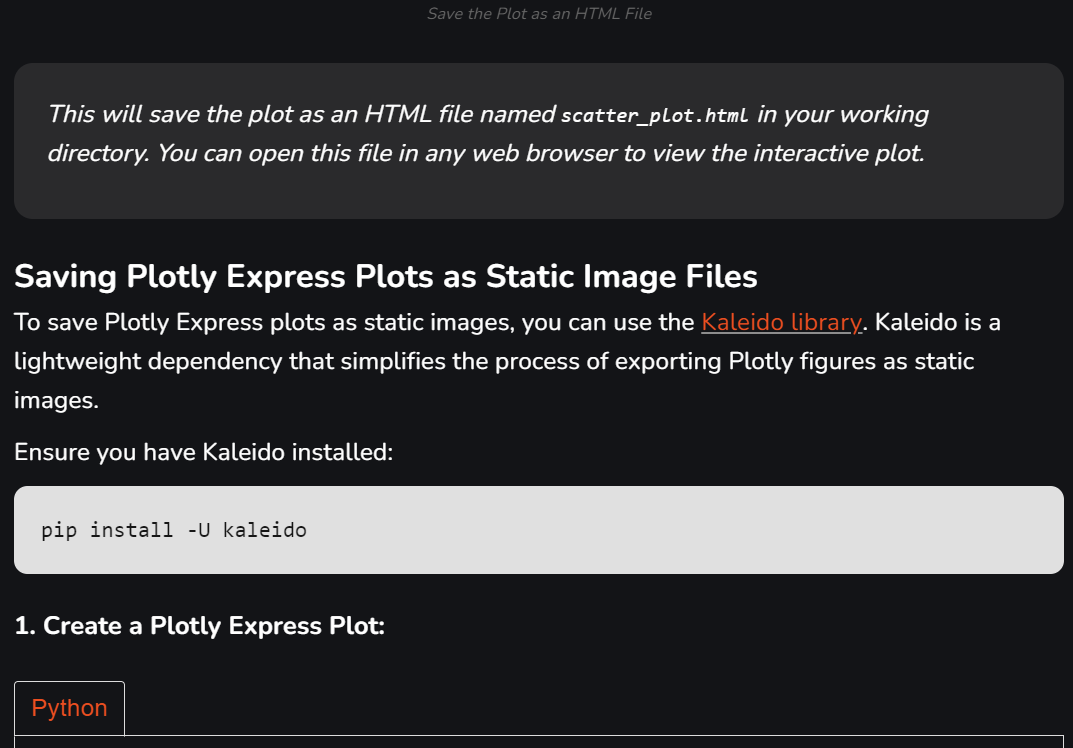 Save the Plot as an HTML File
This will save the plot as an HTML file named scatter_plot.html in your working
directory. You can open this file in any web browser to view the interactive plot.
Saving Plotly Express Plots as Static Image Files
To save Plotly Express plots as static images, you can use the Kaleido library. Kaleido is a
lightweight dependency that simplifies the process of exporting Plotly figures as static
images.
Ensure you have Kaleido installed:
pip install -U kaleido
1. Create a Plotly Express Plot:
Python